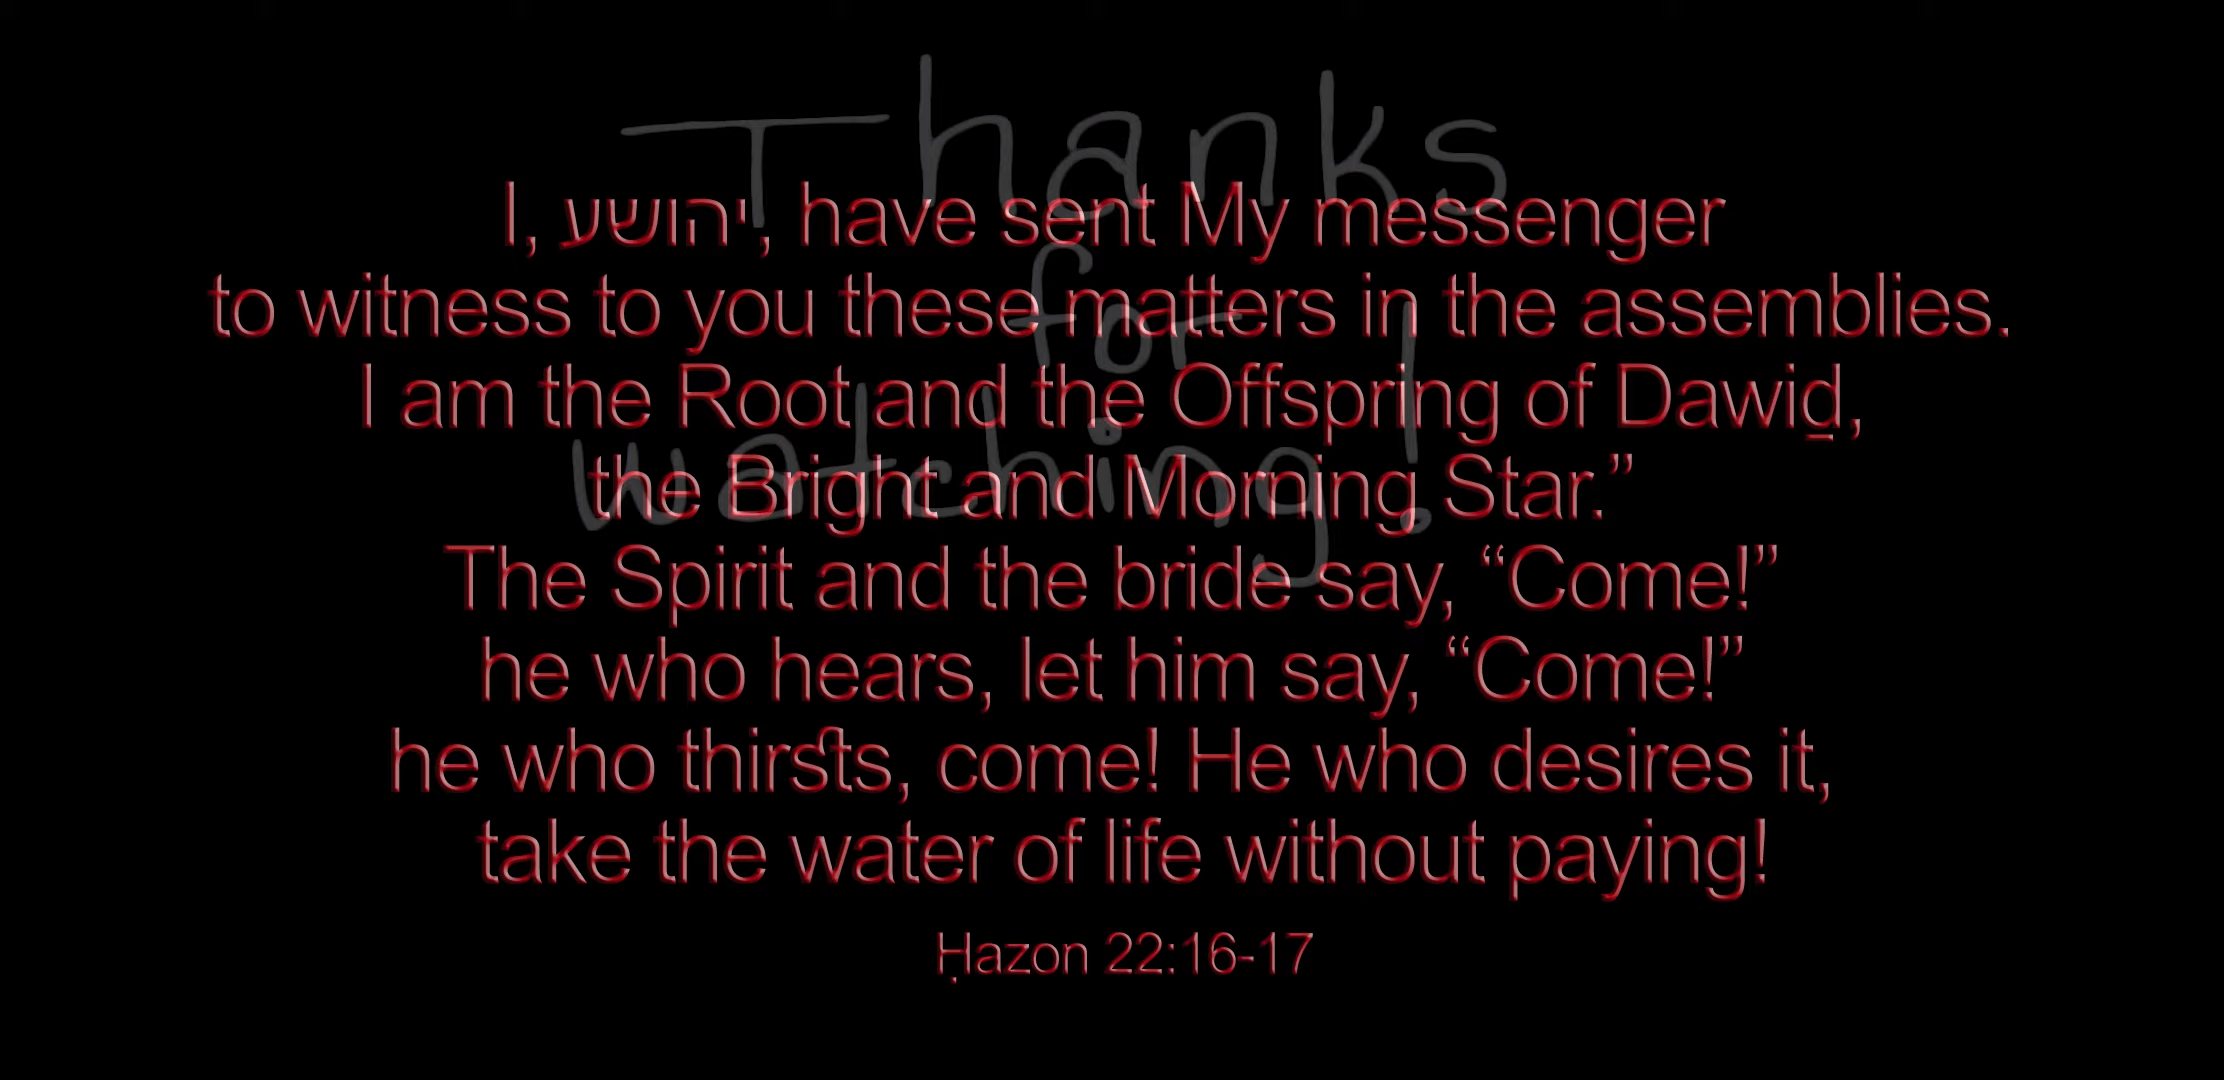 Thanks
for
watching!
I, יהושע, have sent My messenger
to witness to you these matters in the assemblies.
I am the Root and the Offspring of Dawiḏ,
the Bright and Morning Star.”
The Spirit and the bride say, “Come!”
he who hears, let him say, “Come!”
he who thirsts, come! He who desires it,
take the water of life without paying!
Ḥazon 22:16-17